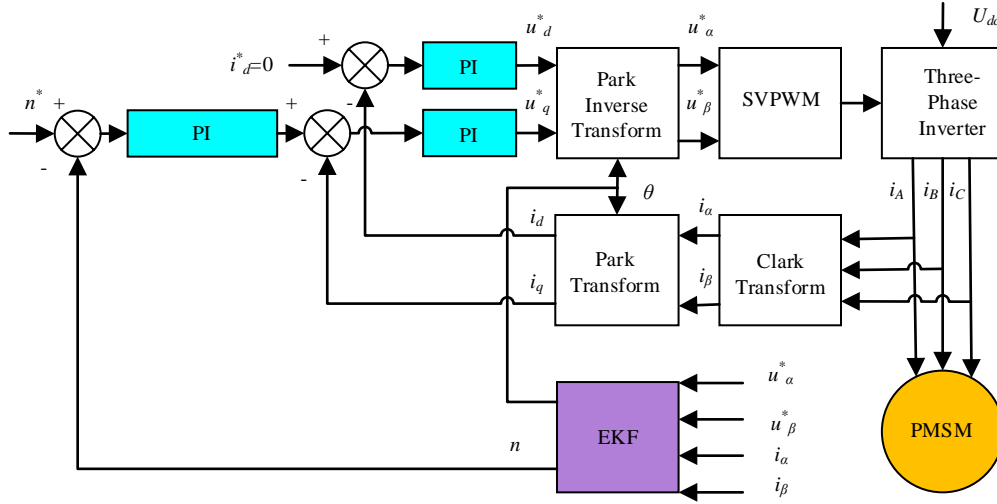 U_dc
u*_d
u*_α
+
i*_d=0
PI
Park
Inverse
Transform
SVPWM
Three-
Phase
Inverter
n*
+
-
+
u*_q
u*_β
PI
PI
-
-
θ
i_A
i_B
i_C
i_d
i_α
Park
Transform
Clark
Transform
i_q
i_β
u*_α
EKF
u*_β
PMSM
n
i_α
i_β